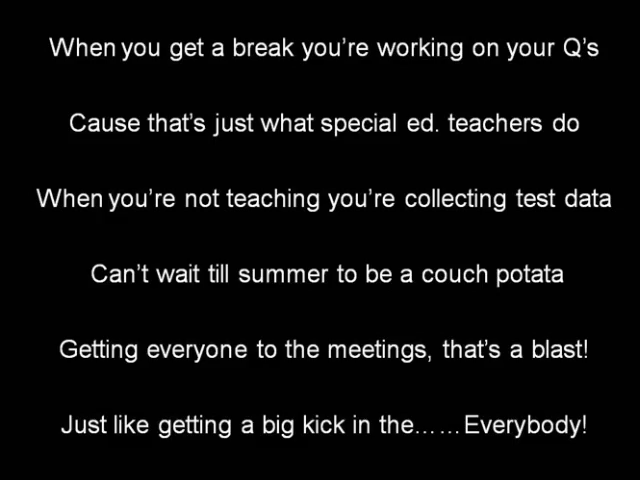 When you get a break you're working on your Q's
Cause that's just what special ed. teachers do
When you're not teaching you're collecting test data
Can't wait till summer to be a couch potata
Getting everyone to the meetings, that's a blast!
Just like getting a big kick in the……Everybody!